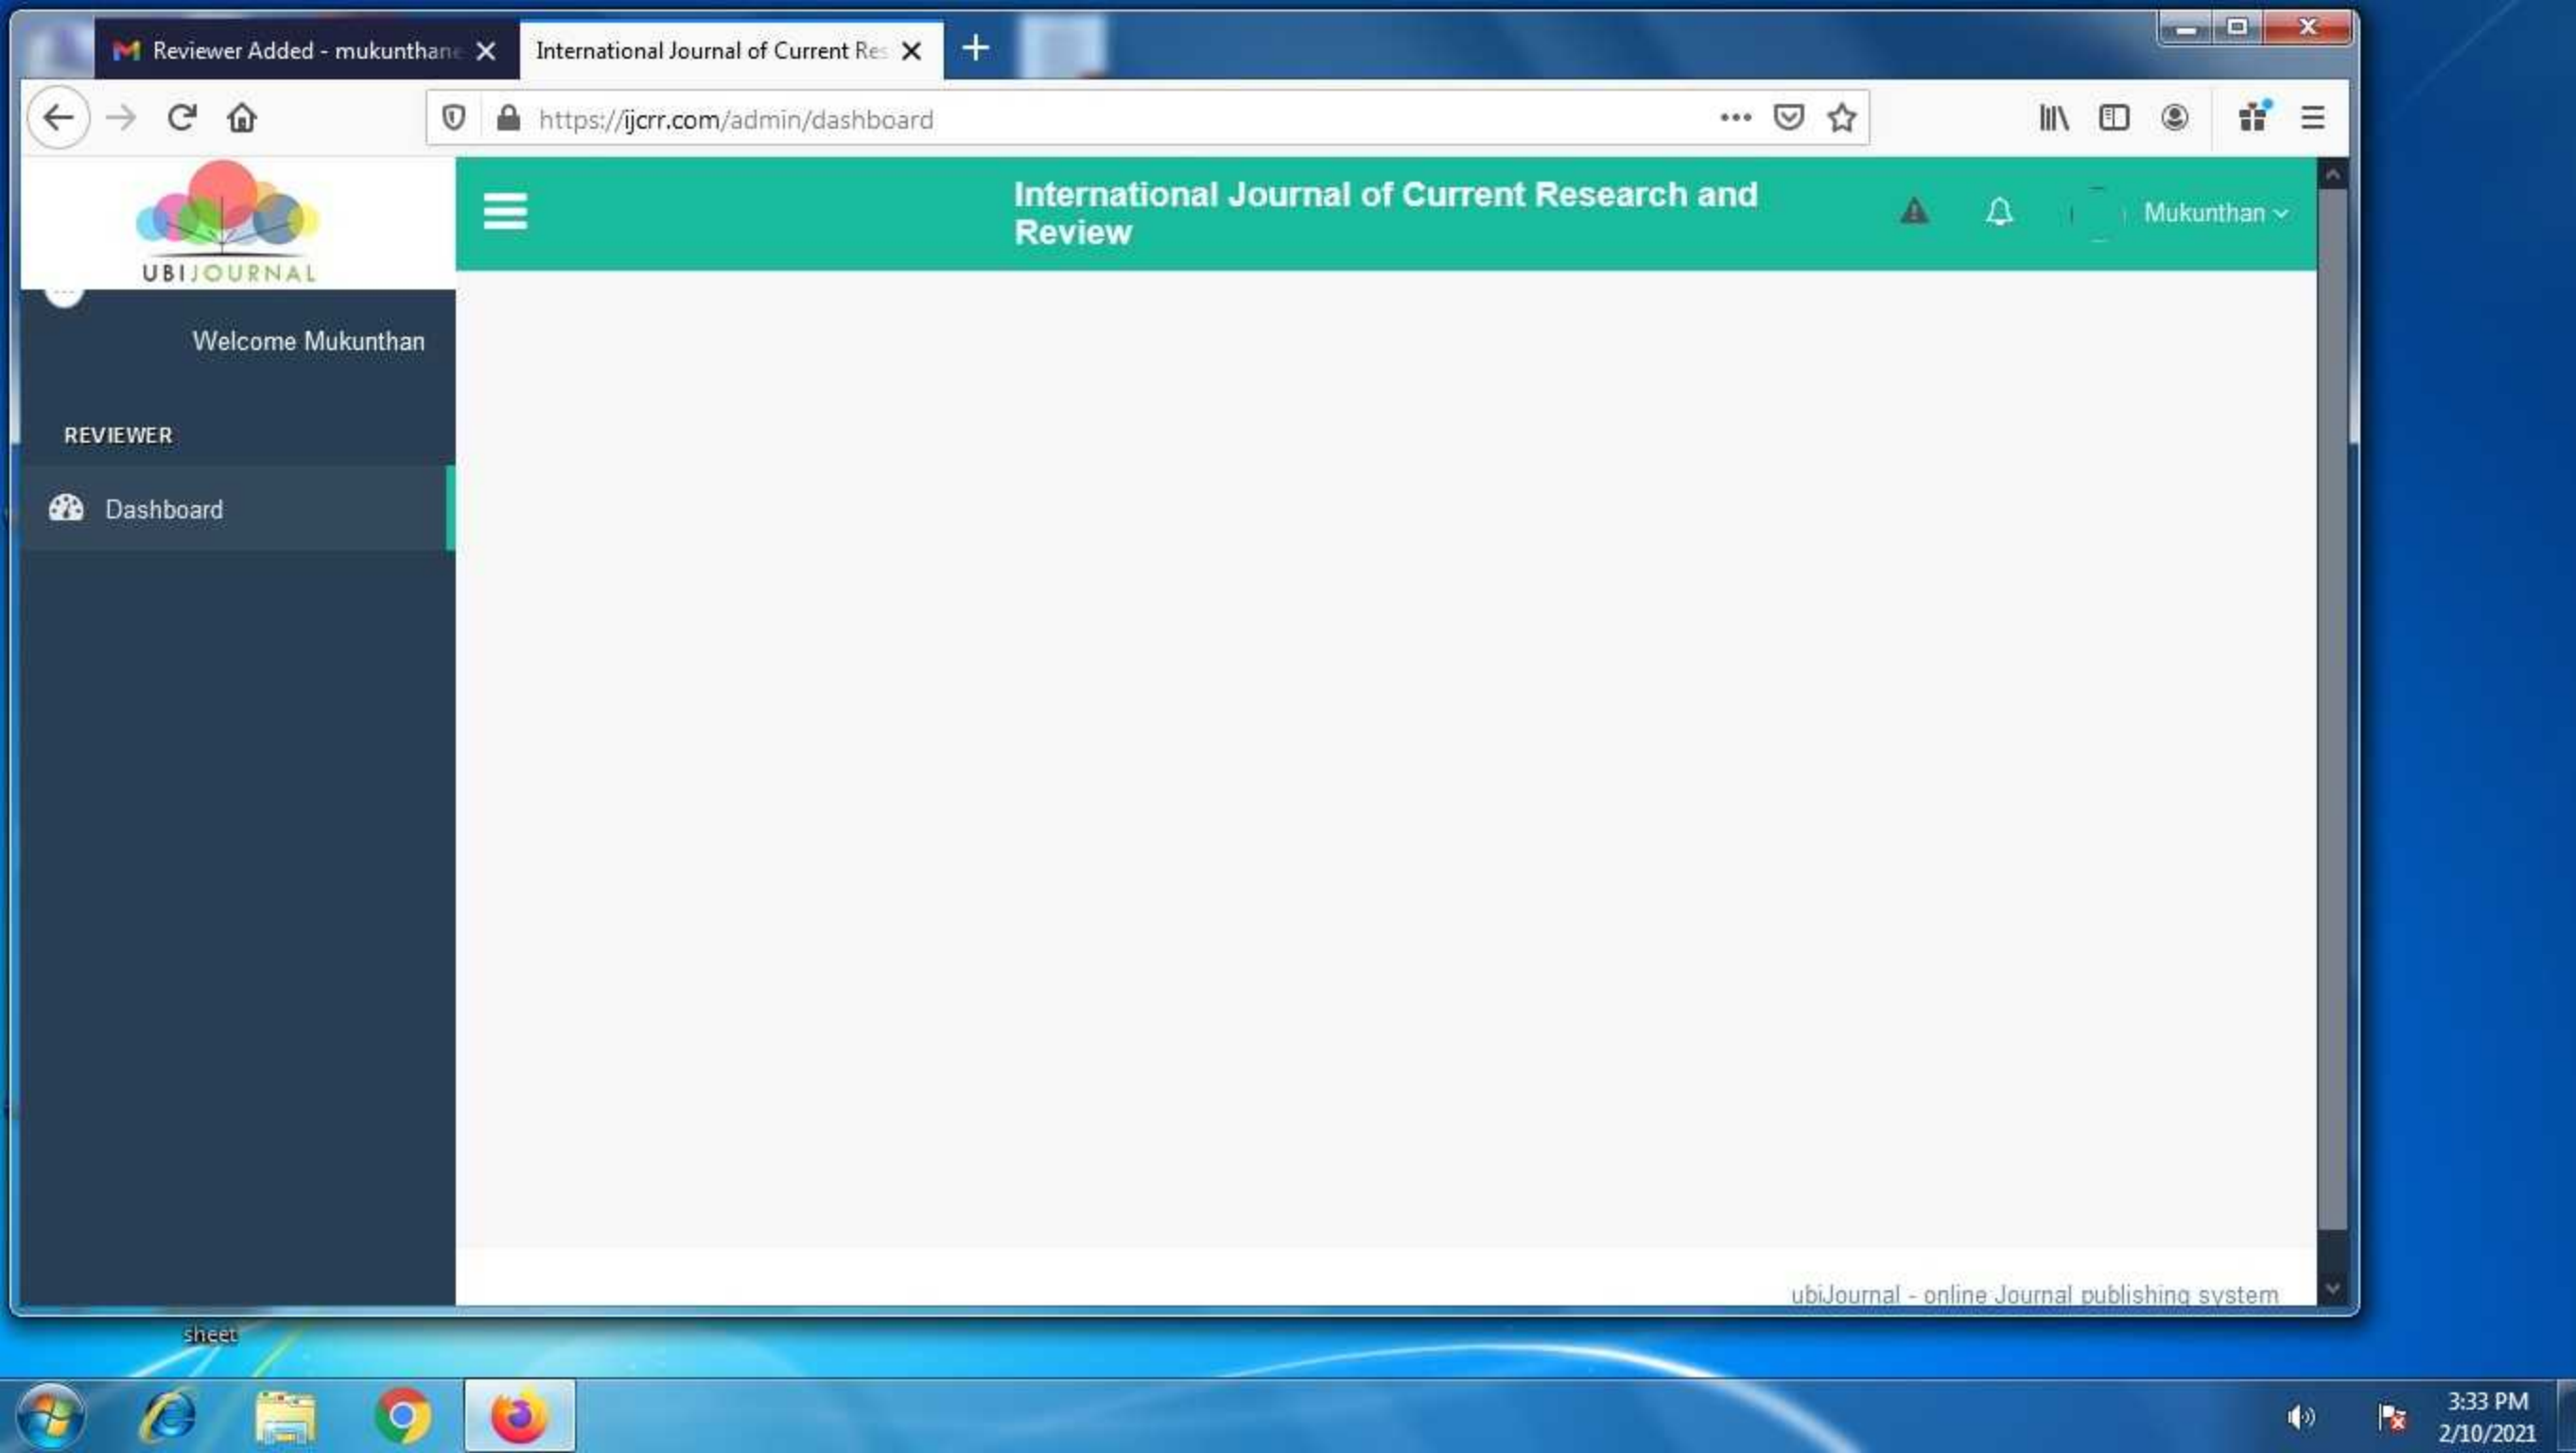 Reviewer Added - mukunthane
International Journal of Current Res
https://ijcrr.com/admin/dashboard
UBIJOURNAL
International Journal of Current Research and
Review
Mukunthan
Welcome Mukunthan
REVIEWER
Dashboard
ubiJournal - online Journal publishing system
sheet
3:33 PM
2/10/2021